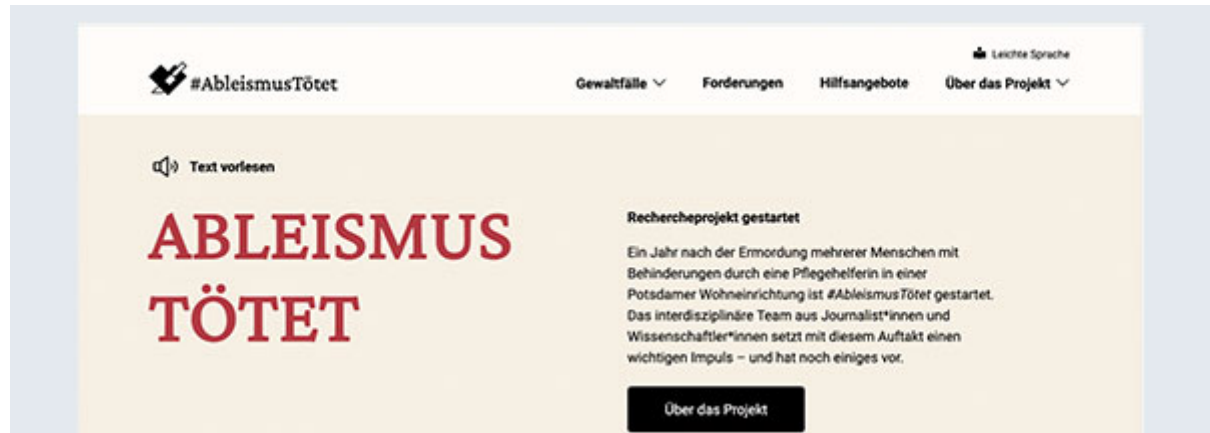 Leichte Sprache
#AbleismusTötet
Gewaltfälle
Forderungen
Hilfsangebote
Über das Projekt
Text vorlesen
ABLEISMUS
TÖTET
Rechercheprojekt gestartet
Ein Jahr nach der Ermordung mehrerer Menschen mit
Behinderungen durch eine Pflegehelferin in einer
Potsdamer Wohneinrichtung ist #AbleismusTötet gestartet.
Das interdisziplinäre Team aus Journalist*innen und
Wissenschaftler*innen setzt mit diesem Auftakt einen
wichtigen Impuls – und hat noch einiges vor.
Über das Projekt